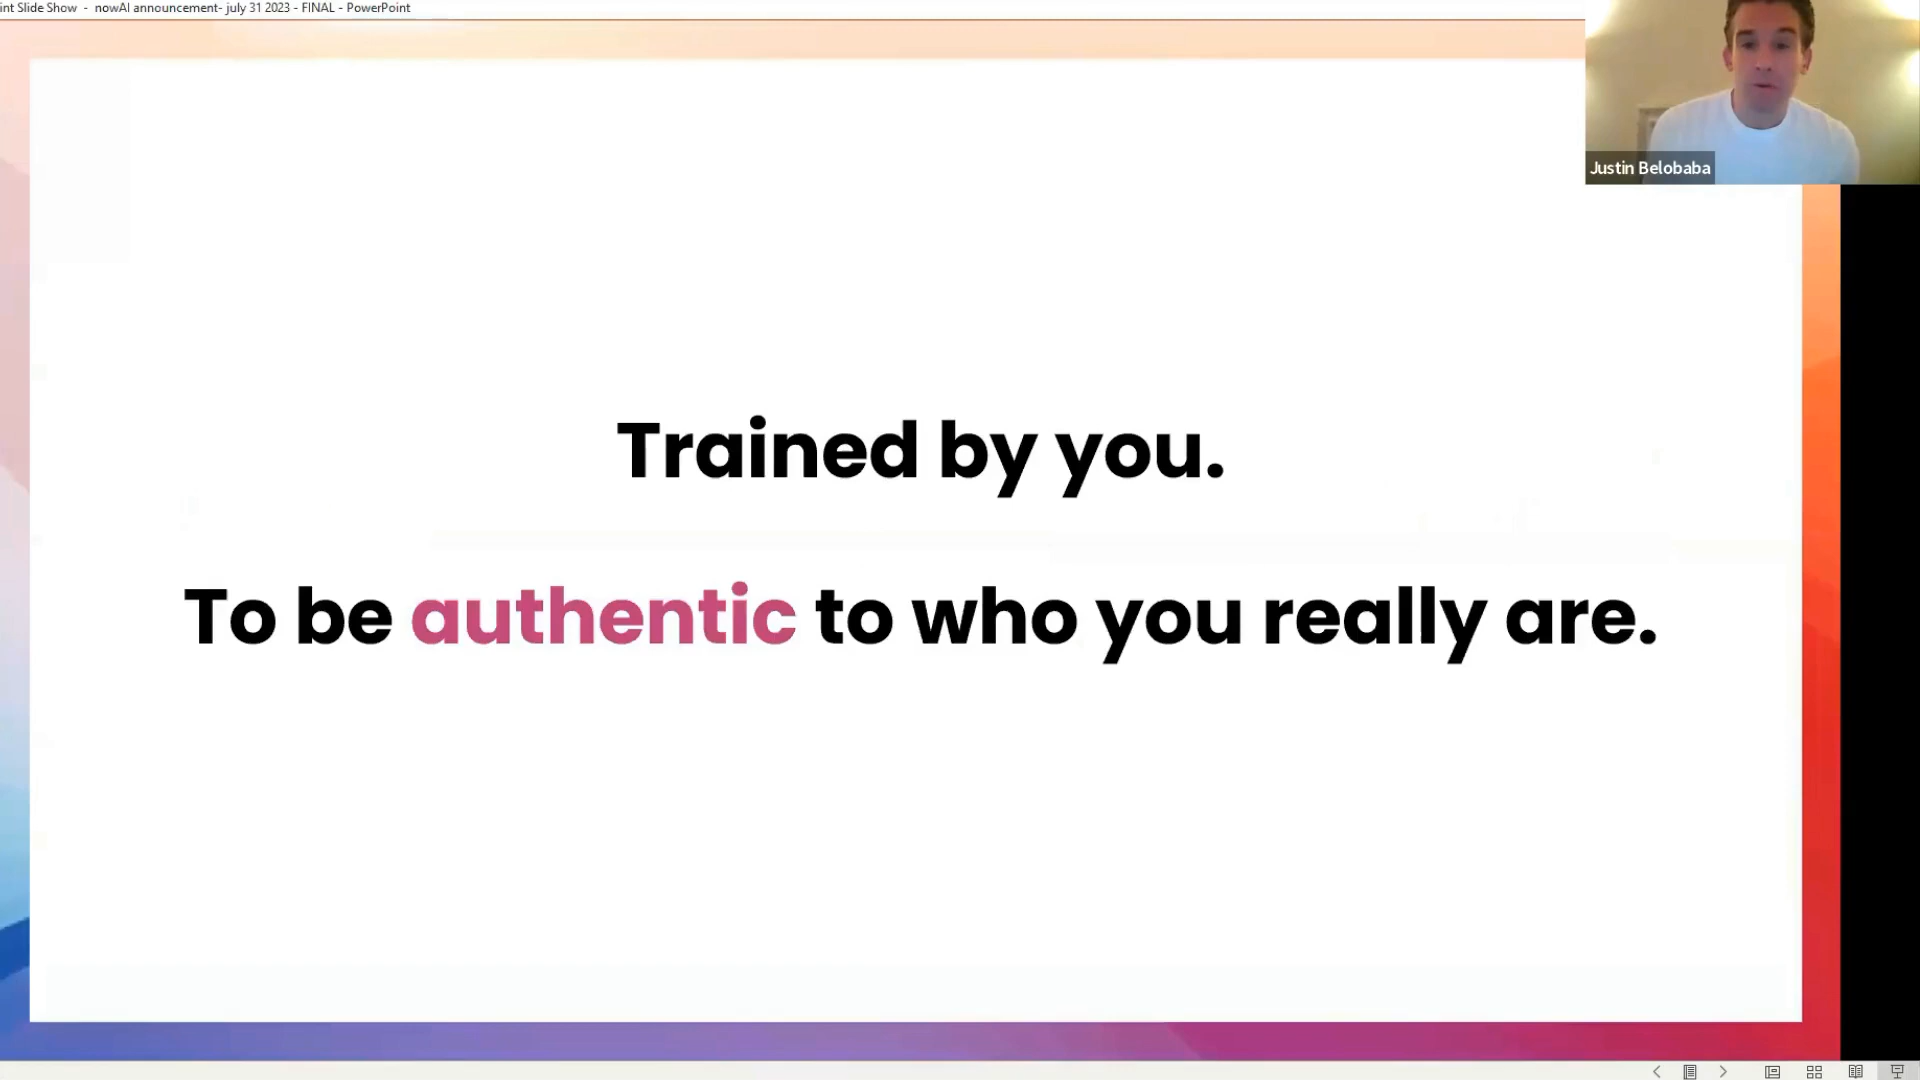 int Slide Show - nowAI announcement- july 31 2023 - FINAL - PowerPoint
Justin Belobaba
Trained by you.
To be authentic to who you really are.